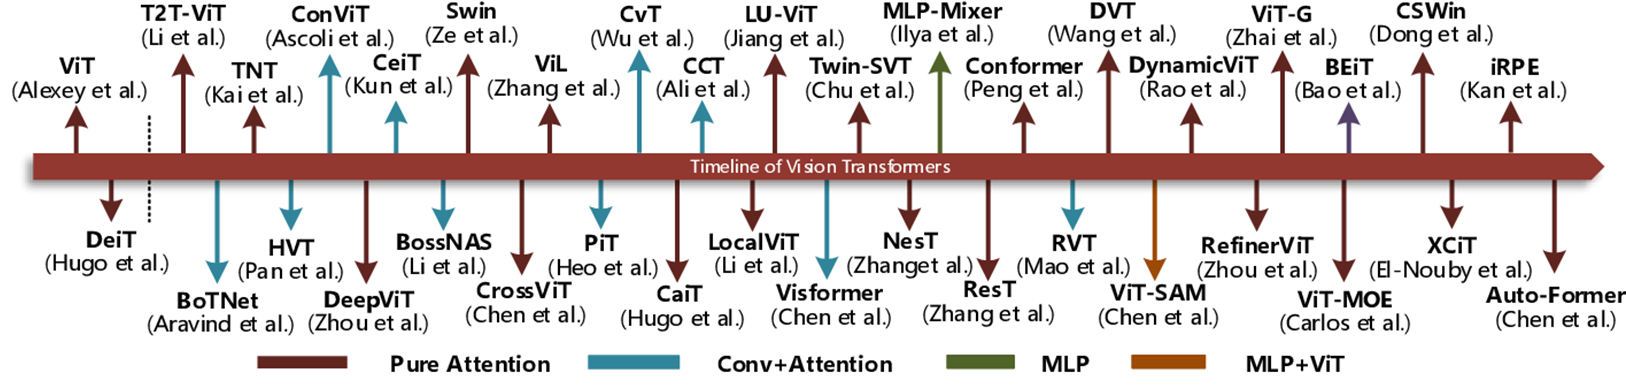 ViT
(Alexey et al.)
T2T-ViT
(Li et al.)
TNT
(Kai et al.)
ConViT
(Ascoli et al.)
CeiT
(Kun et al.)
Swin
(Ze et al.)
ViL
(Zhang et al.)
CvT
(Wu et al.)
CCT
(Ali et al.)
LU-ViT
(Jiang et al.)
Twin-SVT
(Chu et al.)
MLP-Mixer
(Ilya et al.)
Conformer
(Peng et al.)
DVT
(Wang et al.)
DynamicViT
(Rao et al.)
ViT-G
(Zhai et al.)
BEiT
(Bao et al.)
CSWin
(Dong et al.)
iRPE
(Kan et al.)
Timeline of Vision Transformers
DeiT
(Hugo et al.)
BoTNet
(Aravind et al.)
HVT
(Pan et al.)
DeepViT
(Zhou et al.)
BossNAS
(Li et al.)
CrossViT
(Chen et al.)
PiT
(Heo et al.)
CaiT
(Hugo et al.)
LocalViT
(Li et al.)
Visformer
(Chen et al.)
NesT
(Zhanget al.)
ResT
(Zhang et al.)
RVT
(Mao et al.)
ViT-SAM
(Chen et al.)
RefinerViT
(Zhou et al.)
ViT-MOE
(Carlos et al.)
XCiT
(El-Nouby et al.)
Auto-Former
(Chen et al.)
Pure Attention
Conv+Attention
MLP
MLP+ViT